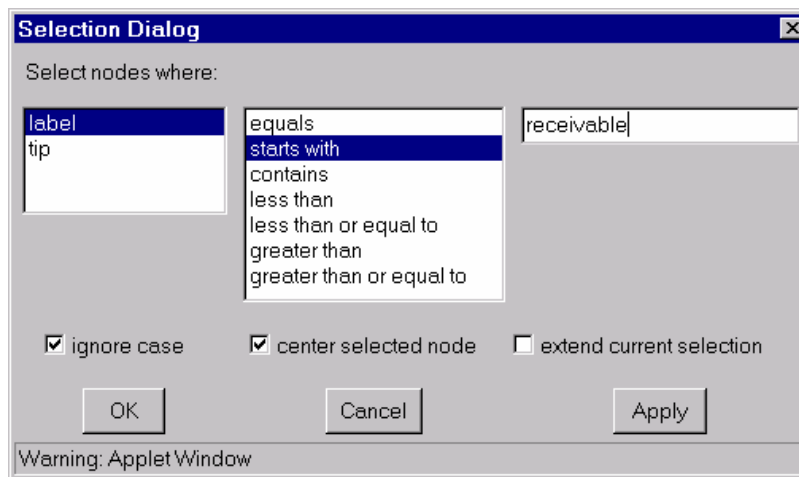 Selection Dialog
Select nodes where:
label
tip
equals
starts with
contains
less than
less than or equal to
greater than
greater than or equal to
receivable
ignore case
center selected node
extend current selection
OK
Cancel
Apply
Warning: Applet Window